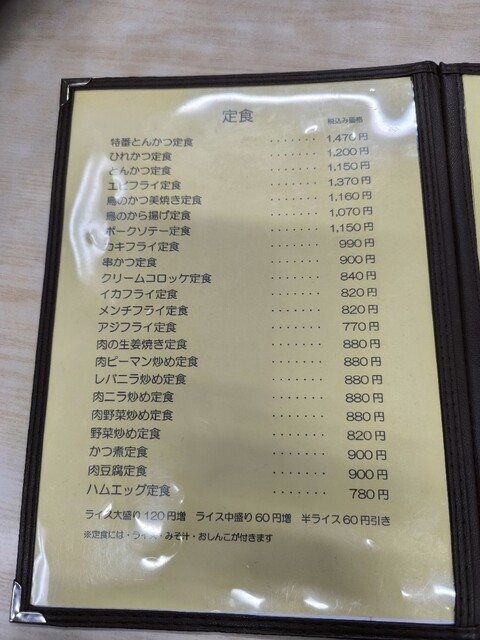 定食
税込み価格
特番とんかつ定食 ······· 1,470円
ひれかつ定食 ······· 1,200円
とんかつ定食 ······· 1,150円
エビフライ定食 ······· 1,370円
鳥のかつ美焼き定食 ······· 1,160円
鳥のから揚げ定食 ······· 1,070円
ポークソテー定食 ······· 1,150円
カキフライ定食 ······· 990円
串かつ定食 ······· 900円
クリームコロッケ定食 ······· 840円
イカフライ定食 ······· 820円
メンチフライ定食 ······· 820円
アジフライ定食 ······· 770円
肉の生姜焼き定食 ······· 880円
肉ピーマン炒め定食 ······· 880円
レバニラ炒め定食 ······· 880円
肉ニラ炒め定食 ······· 880円
肉野菜炒め定食 ······· 880円
野菜炒め定食 ······· 820円
かつ煮定食 ······· 900円
肉豆腐定食 ······· 900円
ハムエッグ定食 ······· 780円
ライス大盛り120円増 ライス中盛り60円増 半ライス60円引き
※定食には・ライス・みそ汁・おしんこが付きます